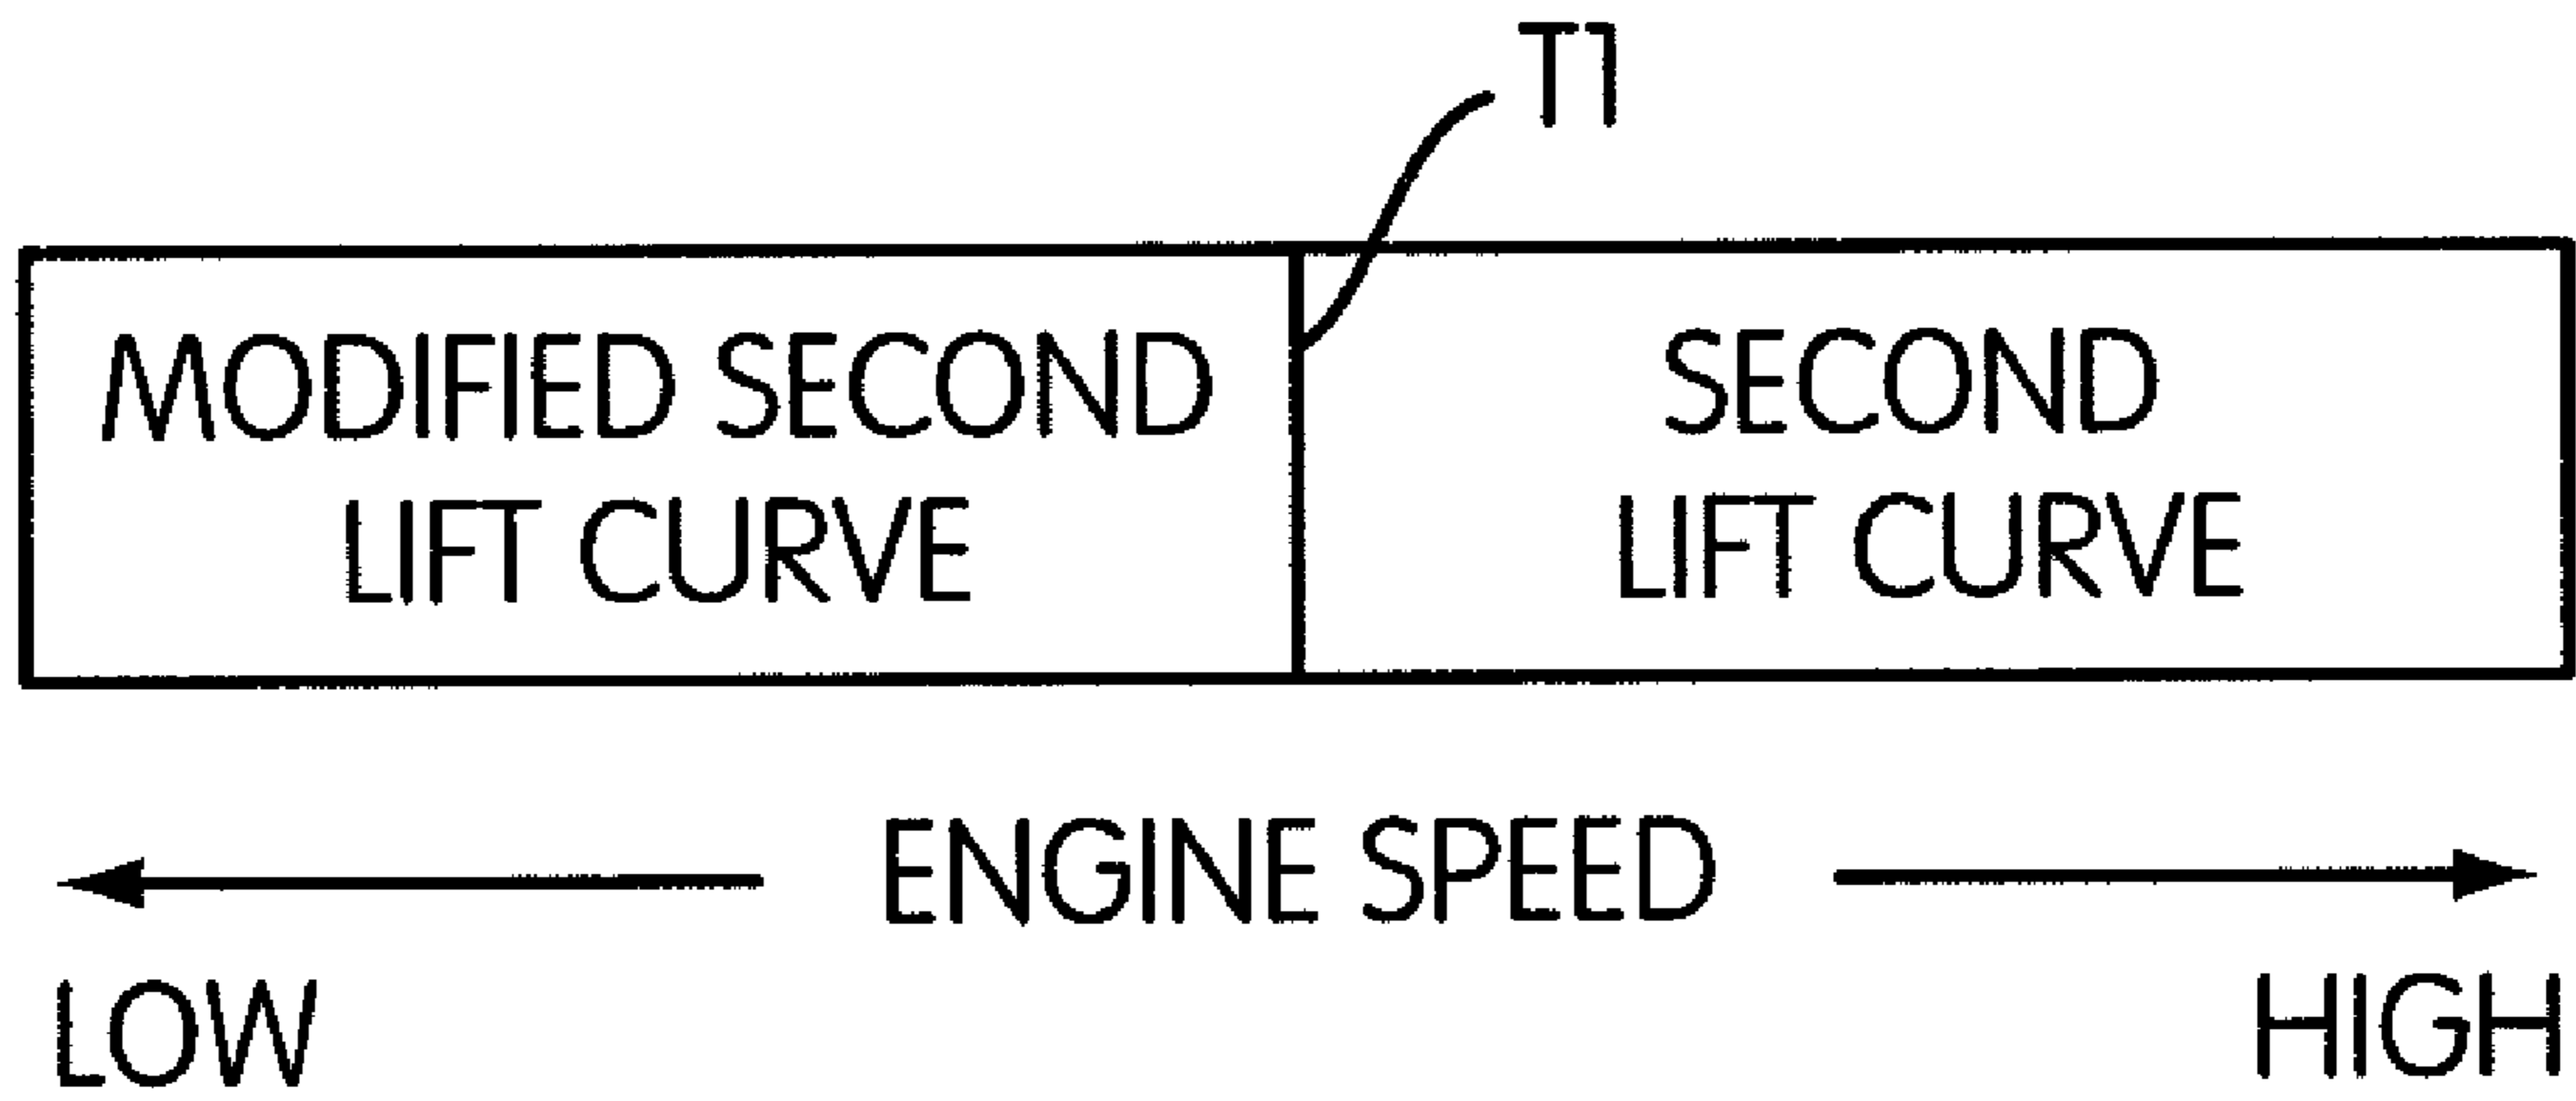 T1
MODIFIED SECOND
LIFT CURVE
SECOND
LIFT CURVE
ENGINE SPEED
LOW
HIGH